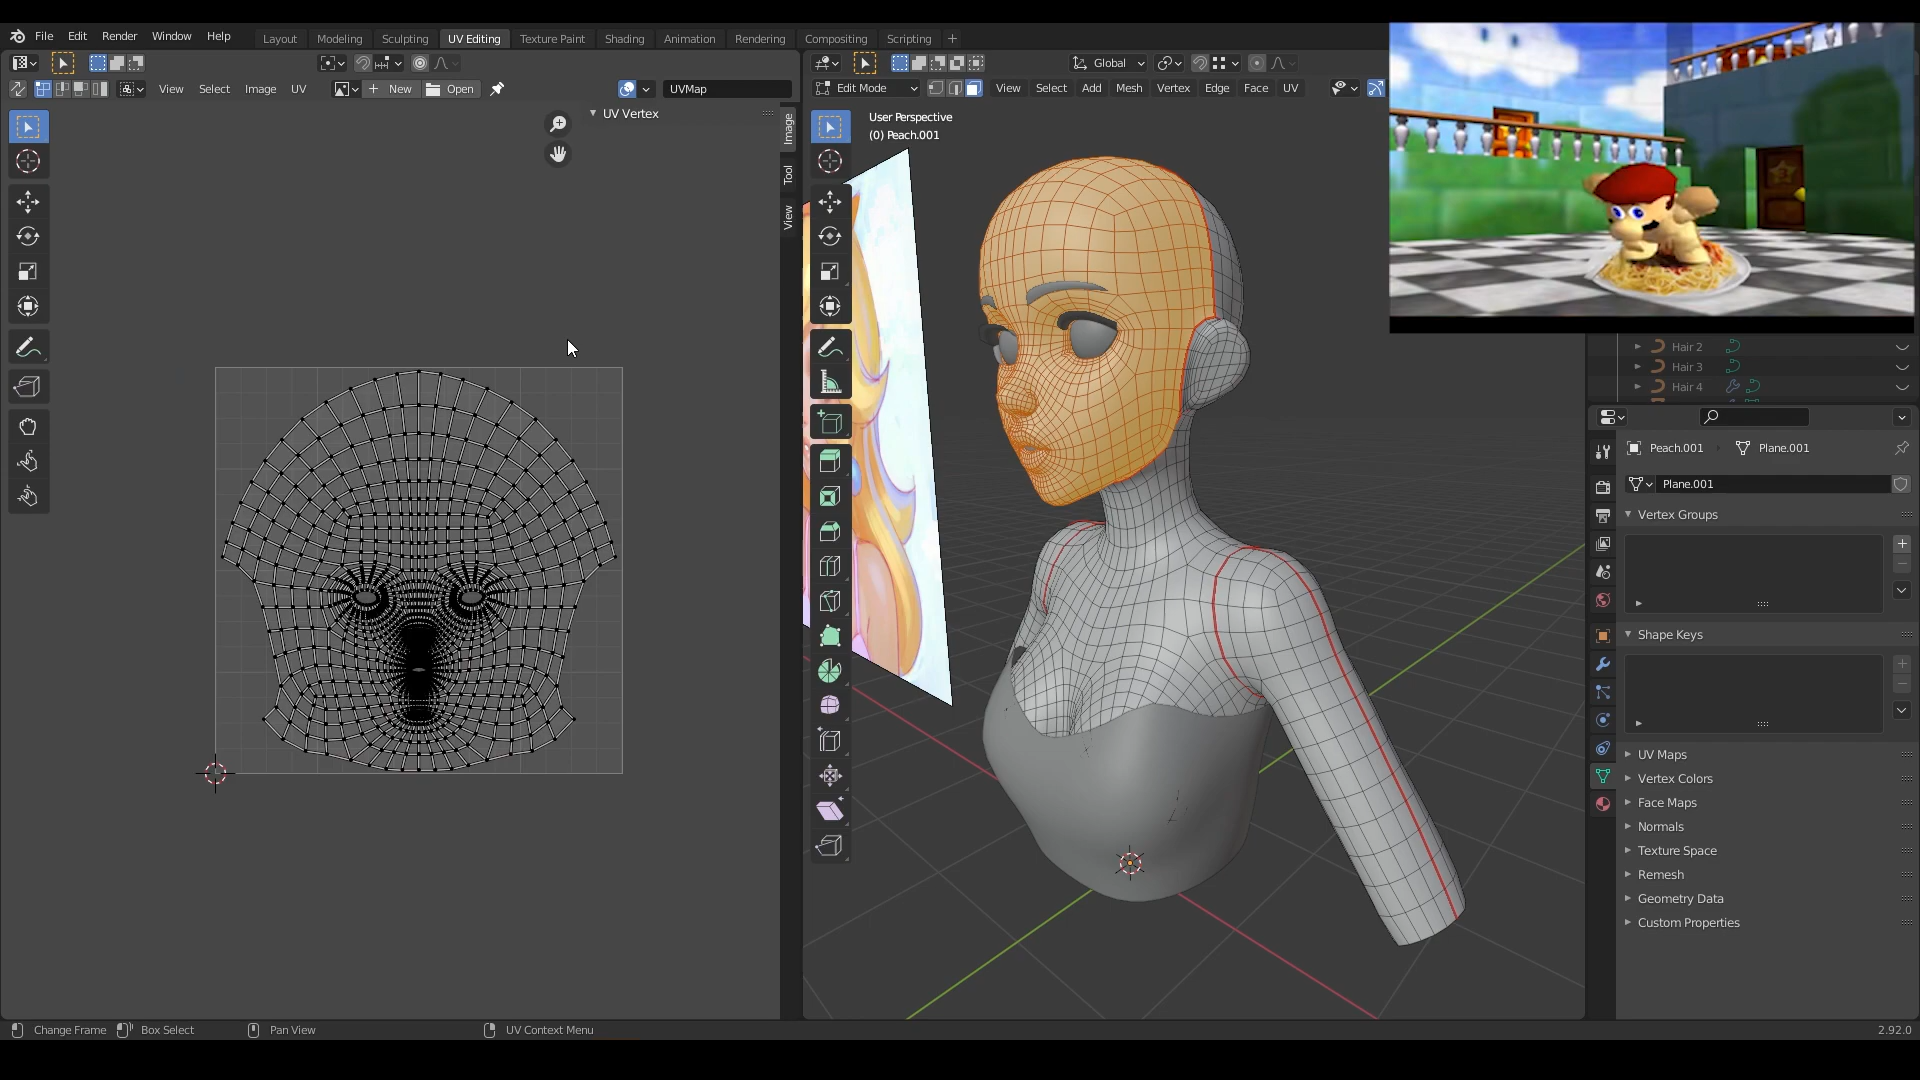 File Edit Render Window Help
Layout Modeling Sculpting UV Editing Texture Paint Shading Animation Rendering Compositing Scripting +
Global
View Select Image UV New Open UVMap
Edit Mode View Select Add Mesh Vertex Edge Face UV
UV Vertex
Image
Tool
View
User Perspective
(0) Peach.001
Hair 2
Hair 3
Hair 4
Peach.001 Plane.001
Plane.001
Vertex Groups
Shape Keys
UV Maps
Vertex Colors
Face Maps
Normals
Texture Space
Remesh
Geometry Data
Custom Properties
Change Frame Box Select Pan View UV Context Menu 2.92.0